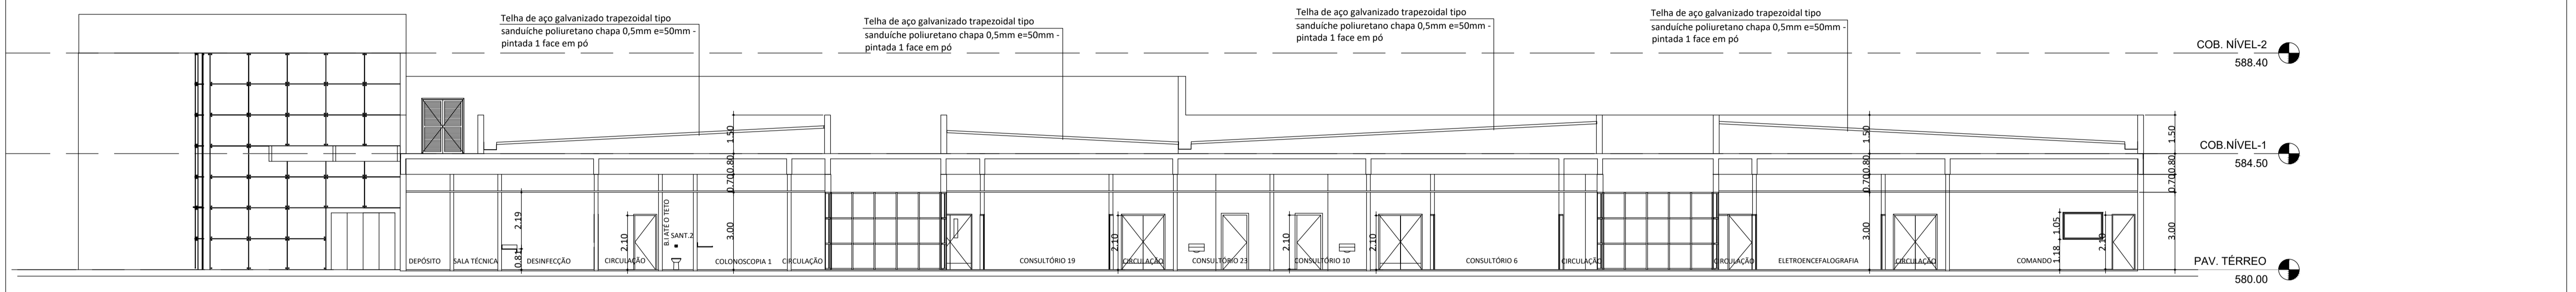 Telha de aço galvanizado trapezoidal tipo
sanduíche poliuretano chapa 0,5mm e=50mm -
pintada 1 face em pó
Telha de aço galvanizado trapezoidal tipo
sanduíche poliuretano chapa 0,5mm e=50mm -
pintada 1 face em pó
Telha de aço galvanizado trapezoidal tipo
sanduíche poliuretano chapa 0,5mm e=50mm -
pintada 1 face em pó
Telha de aço galvanizado trapezoidal tipo
sanduíche poliuretano chapa 0,5mm e=50mm -
pintada 1 face em pó
COB. NÍVEL-2
588.40
1.50
1.50
1.50
COB.NÍVEL-1
584.50
0.70
0.80
0.70
0.80
0.70
0.80
2.19
0.81
2.10
B.I ATÉ O TETO
SANT.2
3.00
2.10
2.10
2.10
3.00
1.05
1.18
2.10
3.00
DEPÓSITO
SALA TÉCNICA
DESINFECÇÃO
CIRCULAÇÃO
COLONOSCOPIA 1
CIRCULAÇÃO
CONSULTÓRIO 19
CIRCULAÇÃO
CONSULTÓRIO 23
CONSULTÓRIO 10
CONSULTÓRIO 6
CIRCULAÇÃO
CIRCULAÇÃO
ELETROENCEFALOGRAFIA
CIRCULAÇÃO
COMANDO
PAV. TÉRREO
580.00